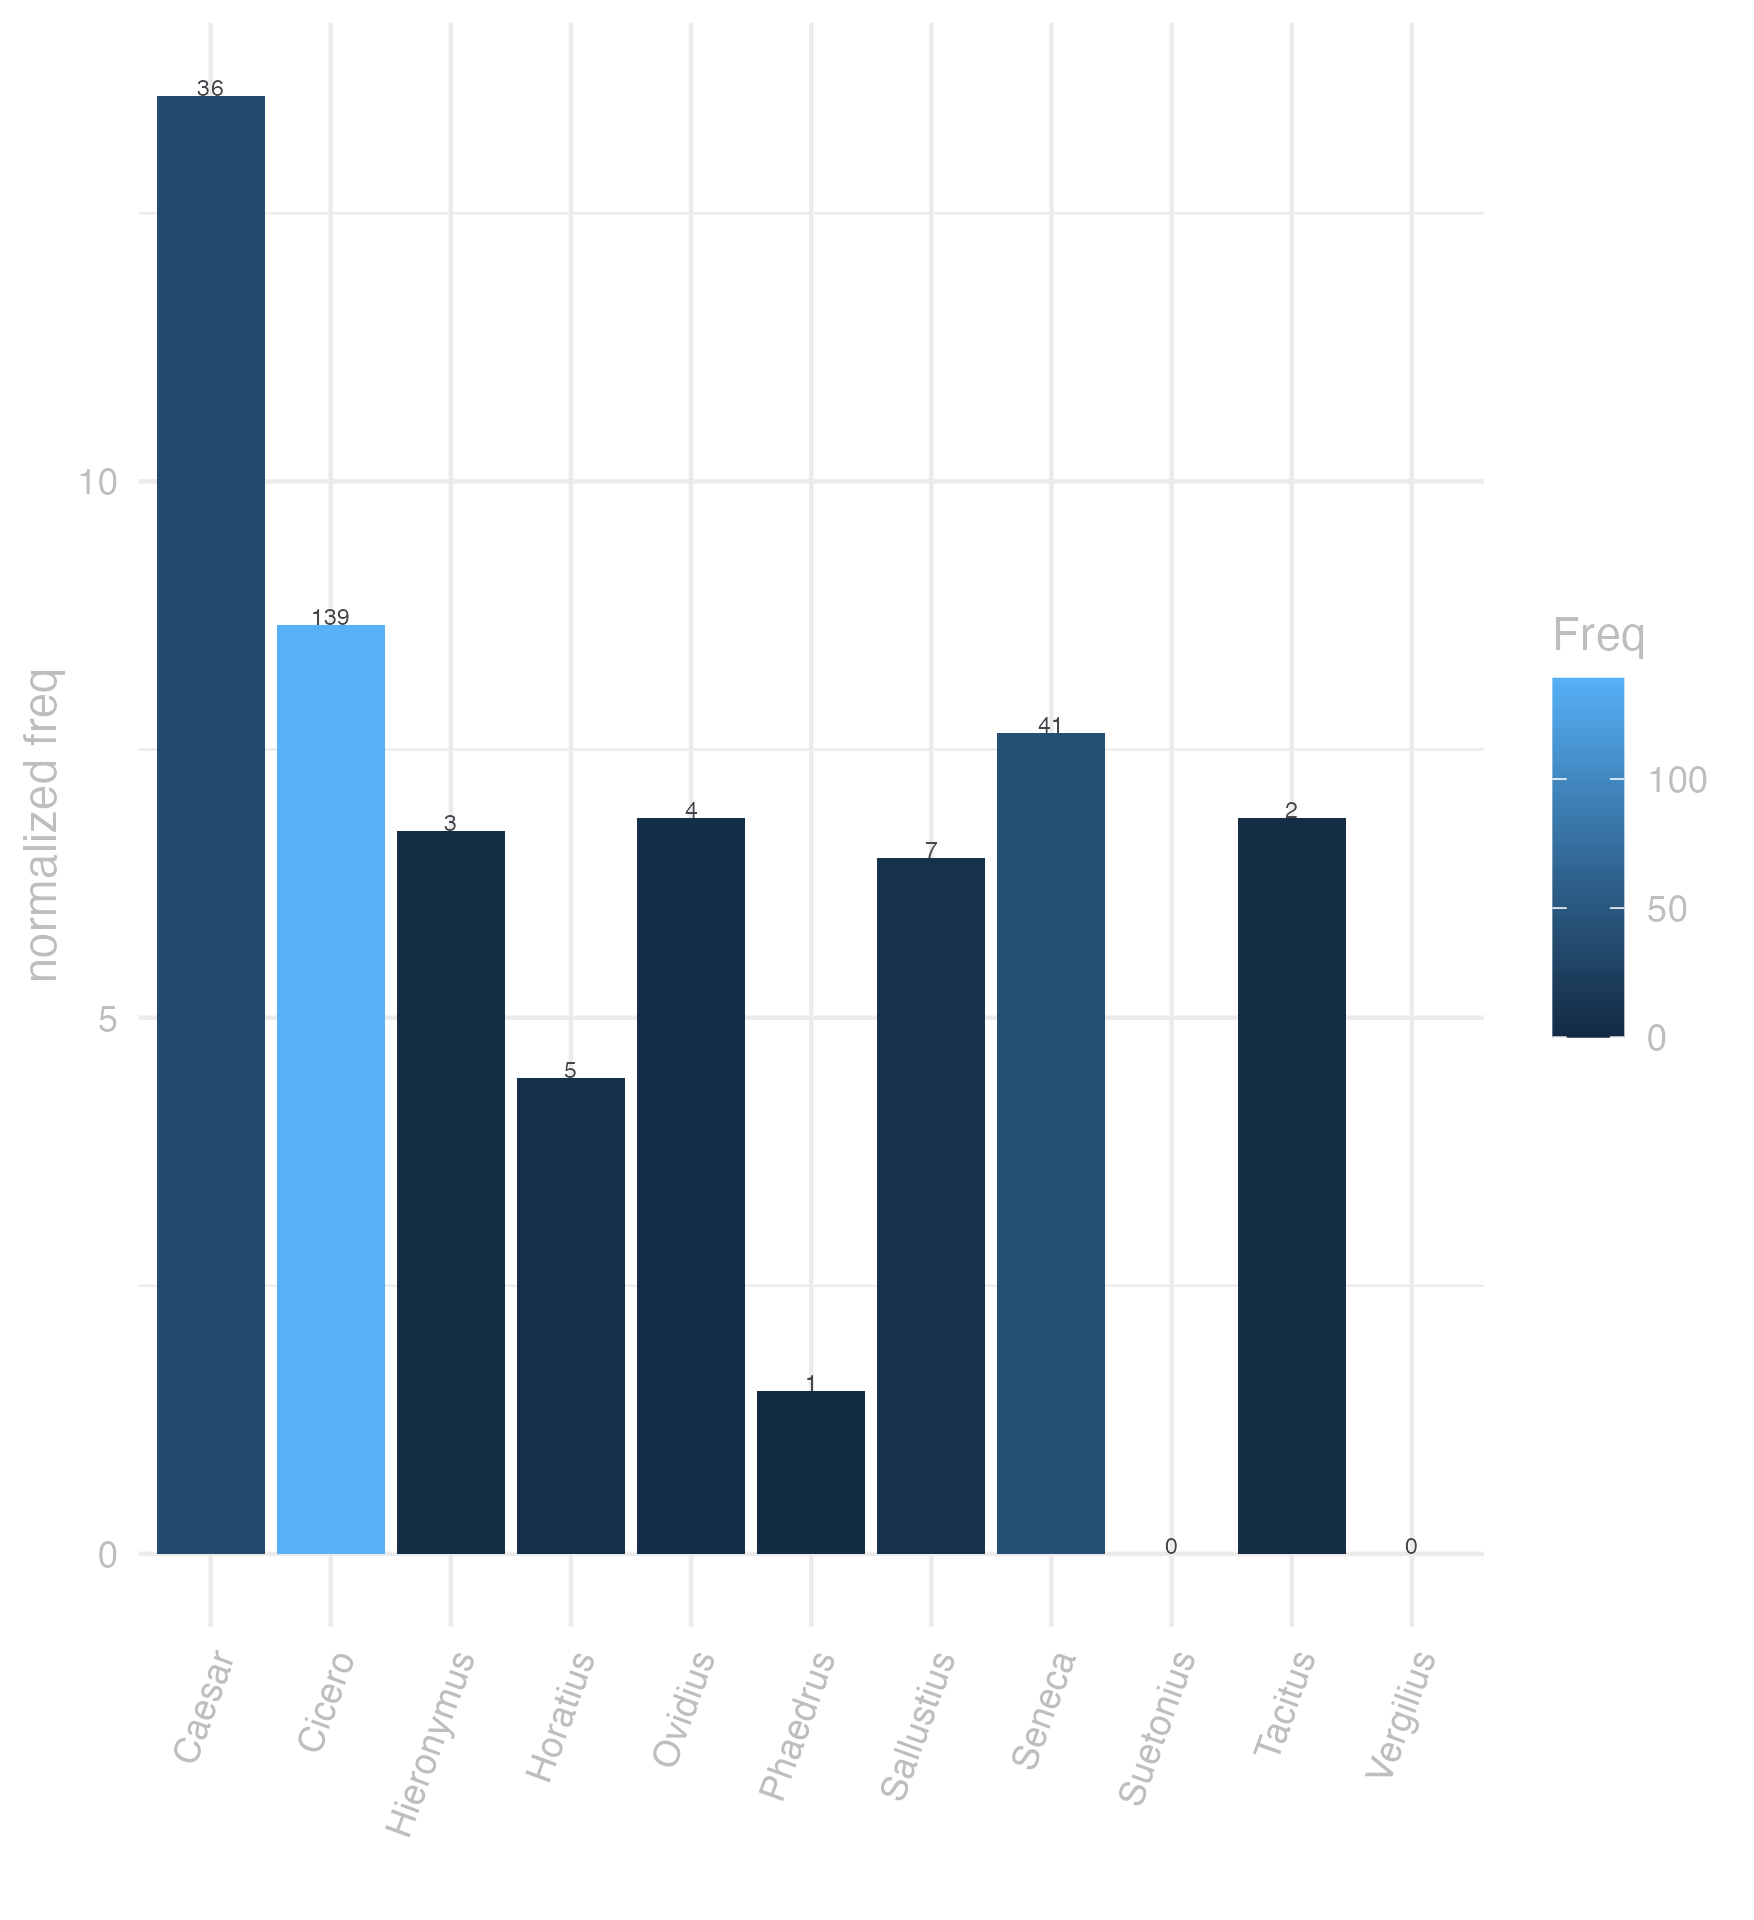 36
139
3
5
4
1
7
41
0
2
0
10
5
0
normalized freq
Caesar
Cicero
Hieronymus
Horatius
Ovidius
Phaedrus
Sallustius
Seneca
Suetonius
Tacitus
Vergilius
Freq
100
50
0